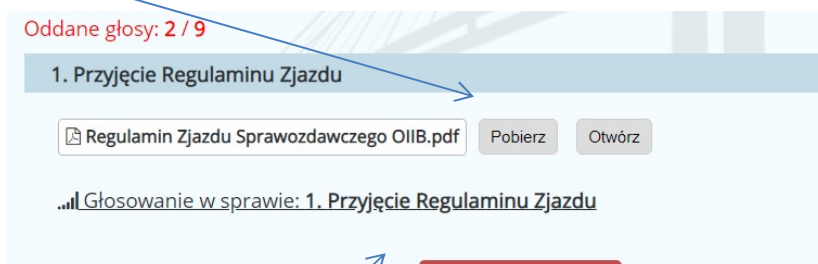 Oddane głosy: 2 / 9
1. Przyjęcie Regulaminu Zjazdu
Regulamin Zjazdu Sprawozdawczego OIIB.pdf Pobierz Otwórz
Głosowanie w sprawie: 1. Przyjęcie Regulaminu Zjazdu